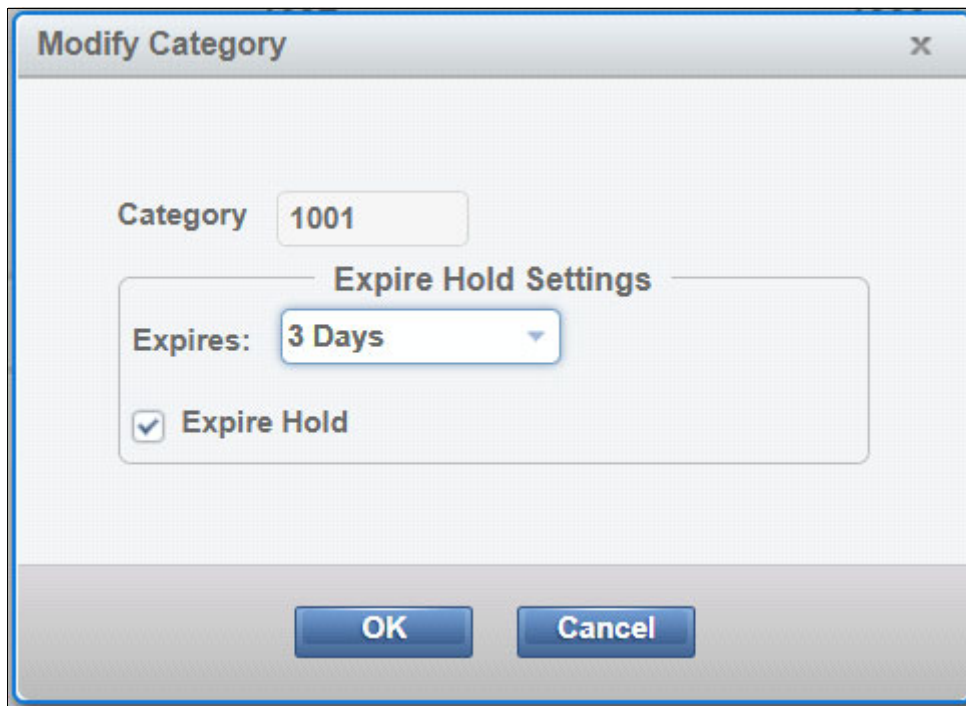 Modify Category
Category 1001
Expire Hold Settings
Expires: 3 Days
Expire Hold
OK Cancel